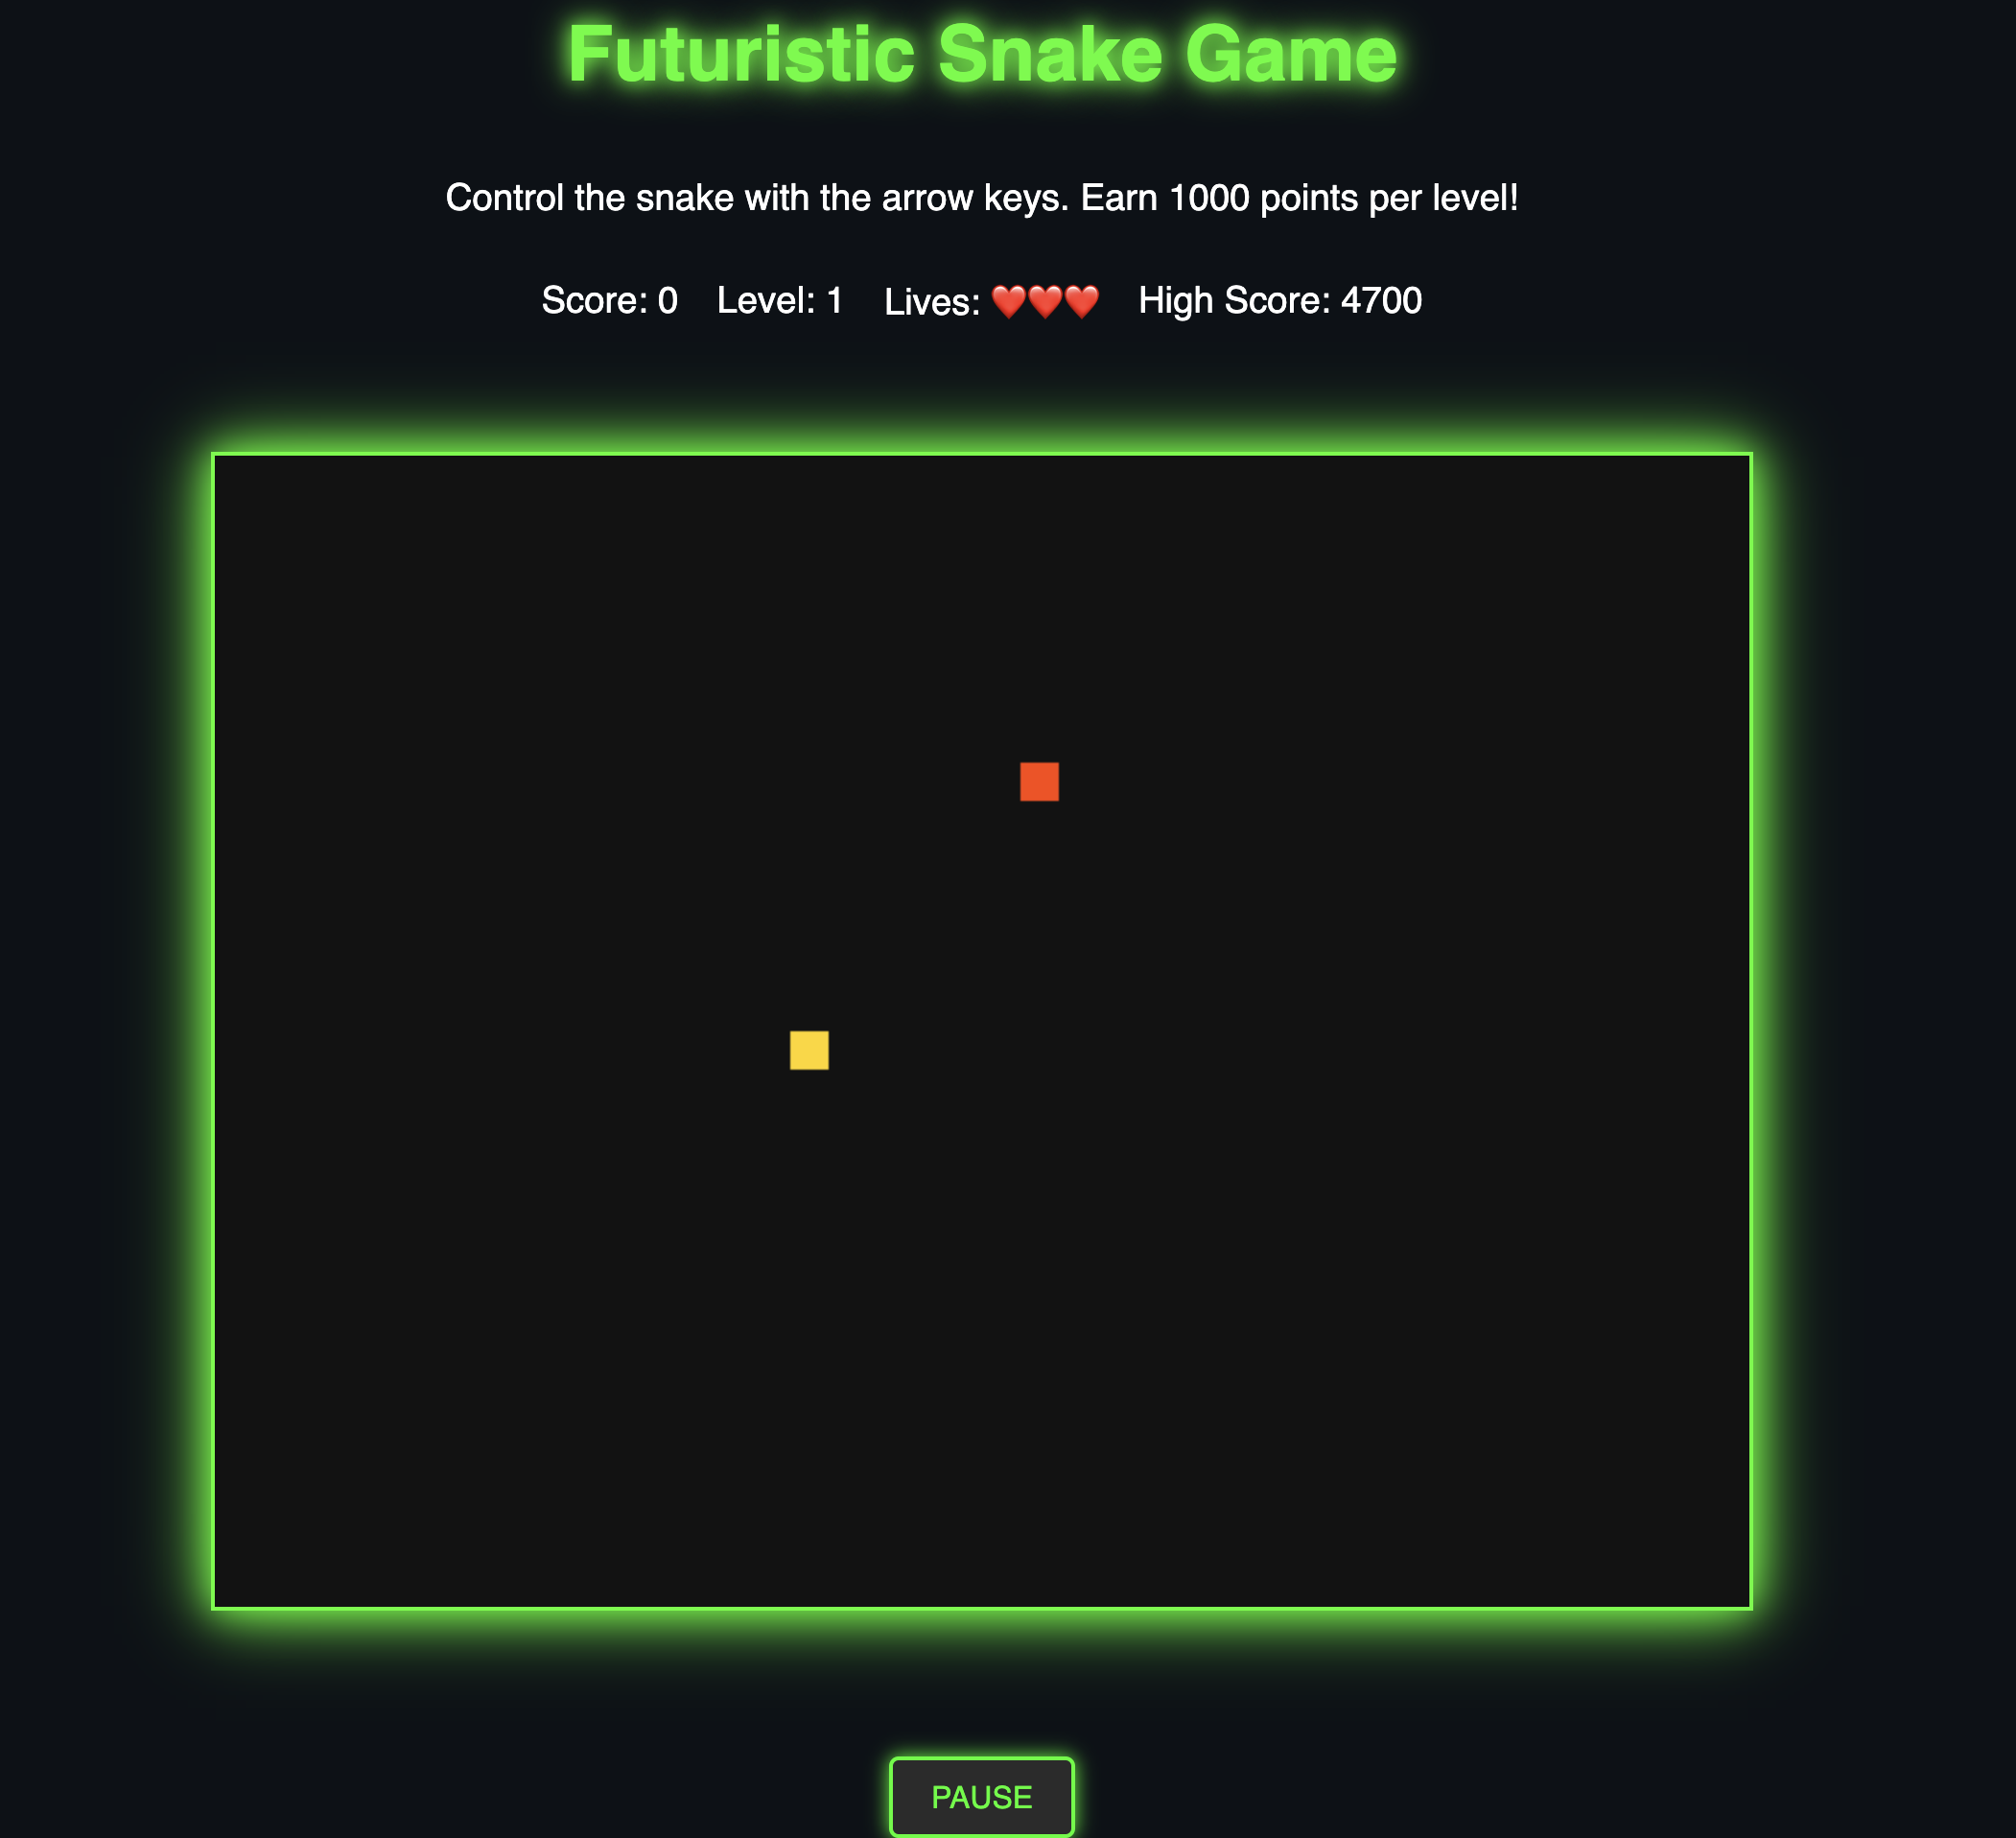 Futuristic Snake Game
Control the snake with the arrow keys. Earn 1000 points per level!
Score: 0 Level: 1 Lives: ❤️❤️❤️ High Score: 4700
PAUSE